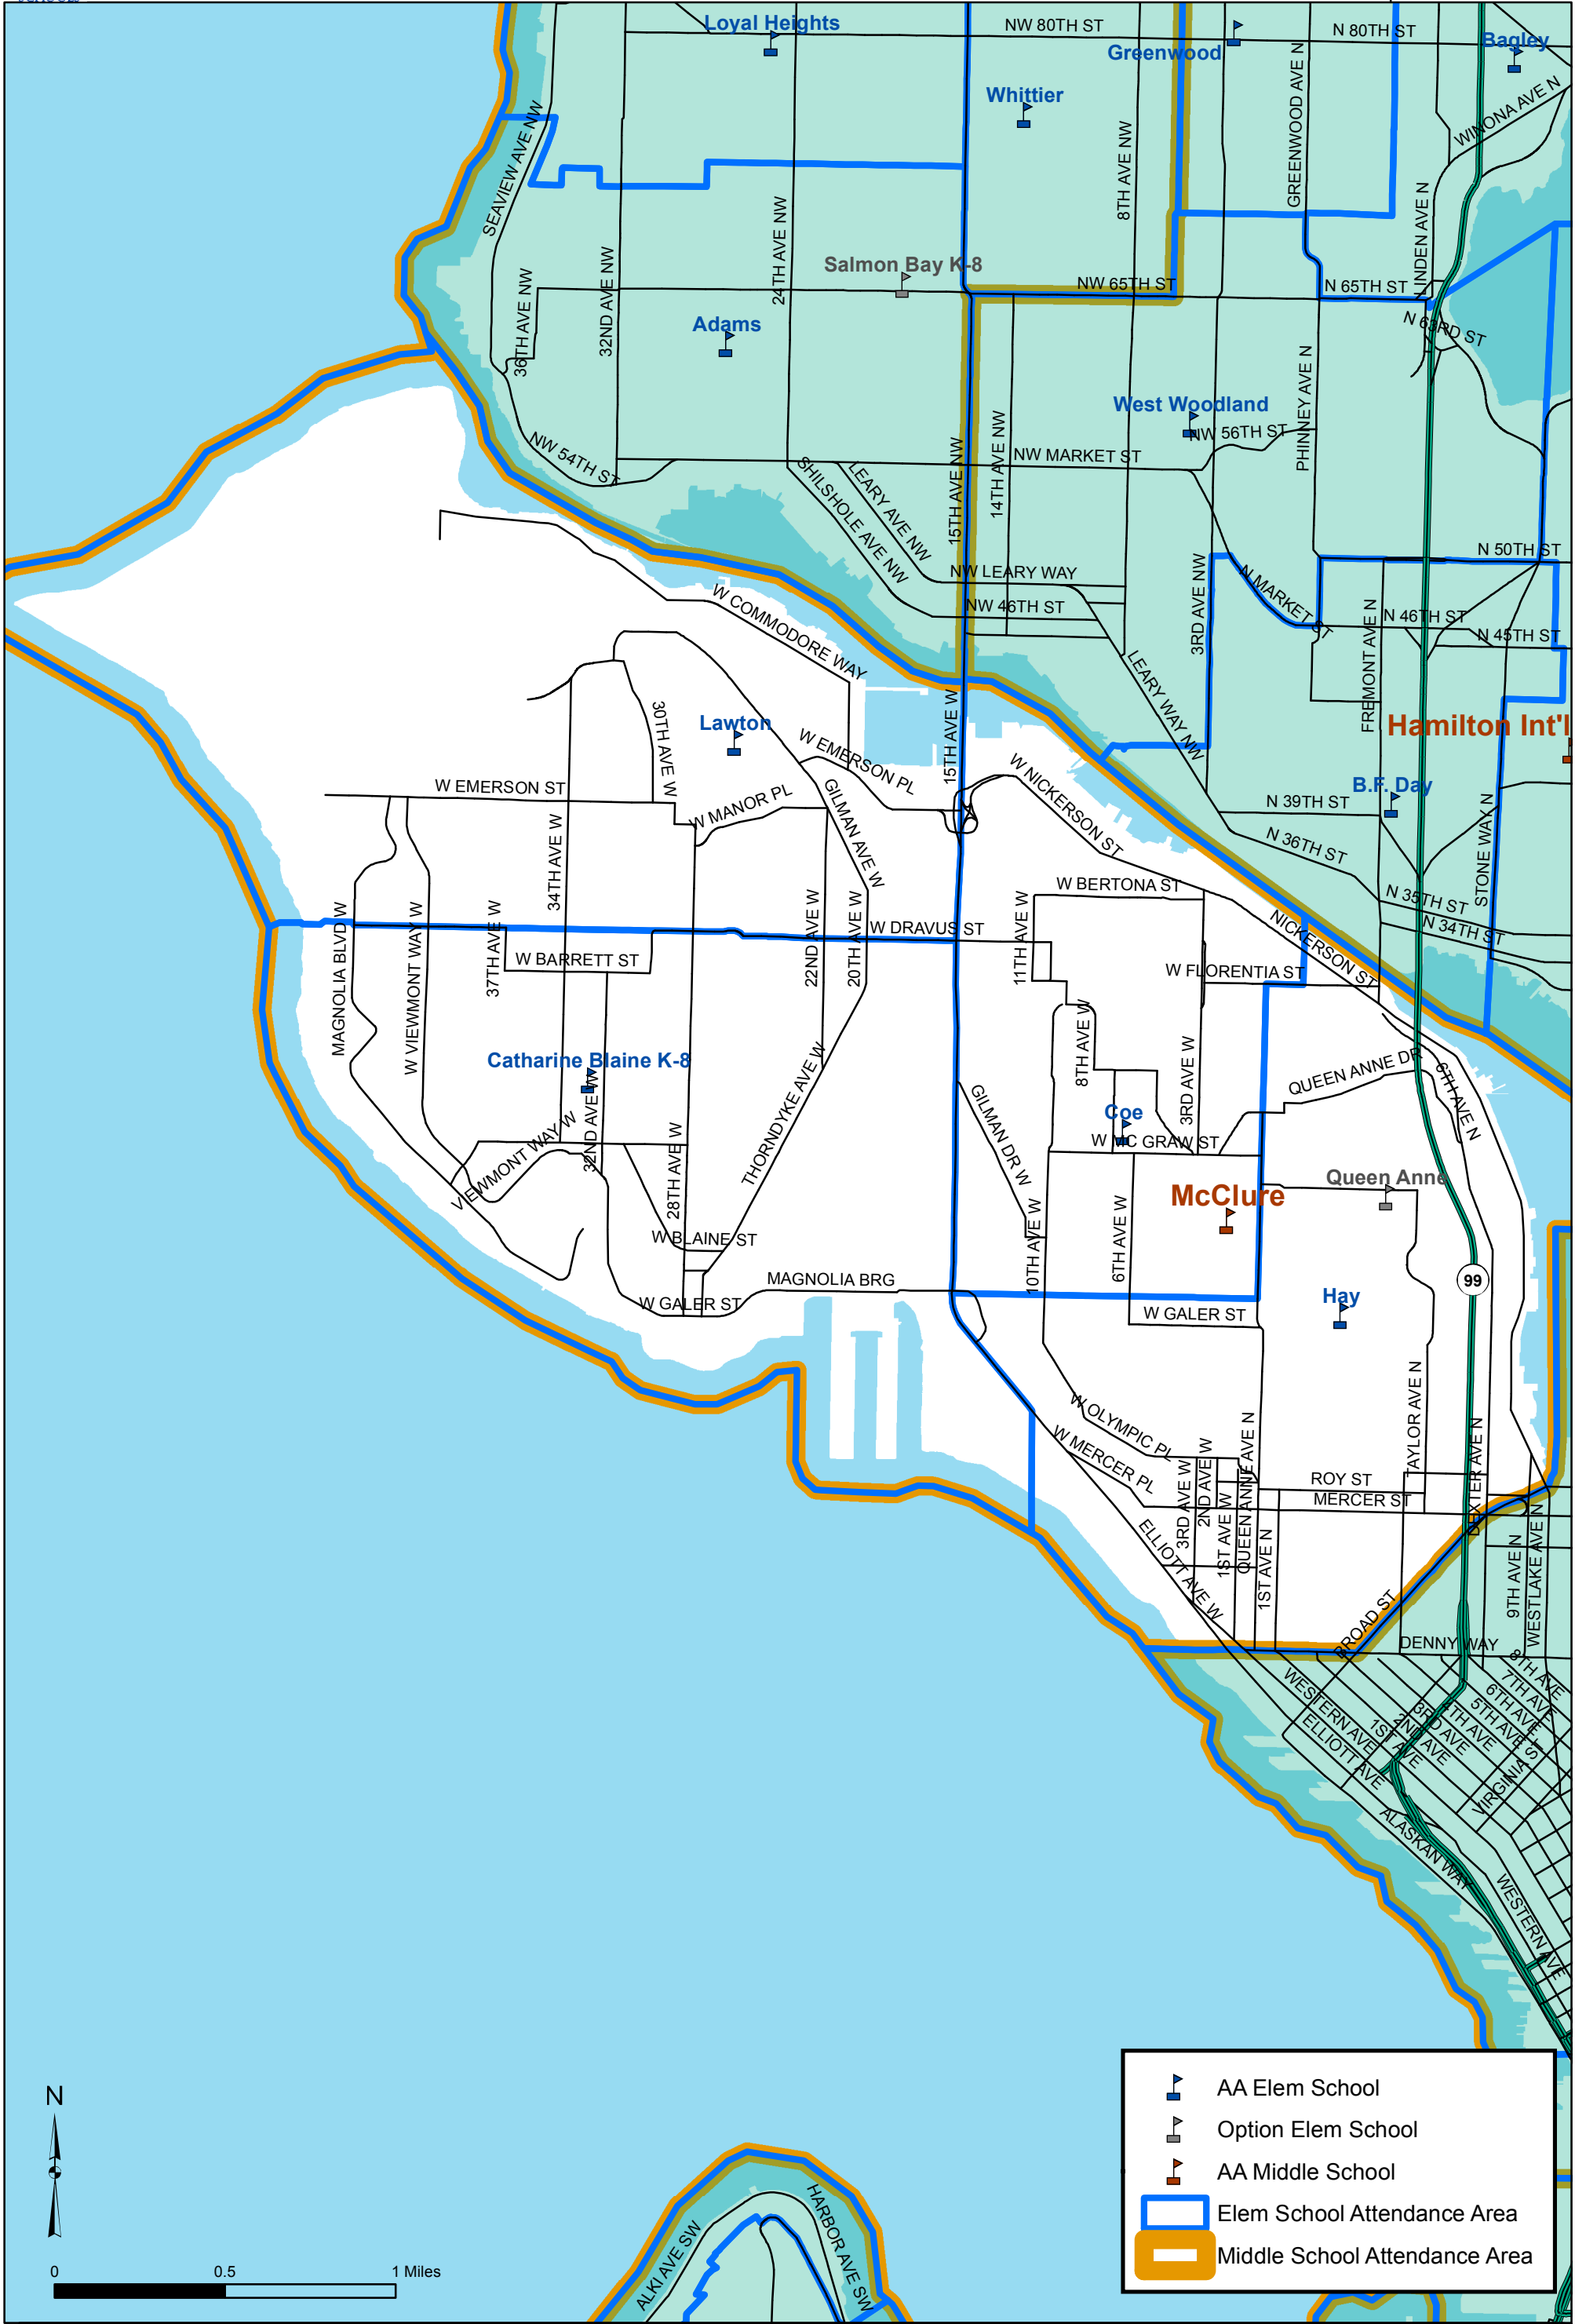 Loyal Heights
NW 80TH ST
N 80TH ST
Greenwood
Bagley
Whittier
WINONA AVE N
SEAVIEW AVE NW
8TH AVE NW
GREENWOOD AVE N
24TH AVE NW
LINDEN AVE N
Salmon Bay K-8
36TH AVE NW
32ND AVE NW
NW 65TH ST
N 65TH ST
N 63RD ST
Adams
PHINNEY AVE N
West Woodland
NW 56TH ST
NW 54TH ST
NW MARKET ST
14TH AVE NW
15TH AVE NW
SHILSHOLE AVE NW
LEARY AVE NW
N 50TH ST
NW LEARY WAY
NW 46TH ST
3RD AVE NW
N MARKET ST
N 46TH ST
N 45TH ST
FREMONT AVE N
W COMMODORE WAY
LEARY WAY NW
Hamilton Int'l
30TH AVE W
Lawton
W EMERSON PL
15TH AVE W
W NICKERSON ST
B.F. Day
W EMERSON ST
W MANOR PL
GILMAN AVE W
N 39TH ST
N 36TH ST
STONE WAY N
34TH AVE W
W BERTONA ST
N 35TH ST
N 34TH ST
MAGNOLIA BLVD W
W VIEWMONT WAY W
37TH AVE W
22ND AVE W
20TH AVE W
W DRAVUS ST
11TH AVE W
NICKERSON ST
W BARRETT ST
W FLORENTIA ST
8TH AVE W
3RD AVE W
Catharine Blaine K-8
QUEEN ANNE DR
6TH AVE N
THORNDYKE AVE W
GILMAN DR W
Coe
W MC GRAW ST
VIEWMONT WAY W
32ND AVE W
28TH AVE W
Queen Anne
McClure
W BLAINE ST
10TH AVE W
6TH AVE W
MAGNOLIA BRG
99
W GALER ST
Hay
W GALER ST
W OLYMPIC PL
W MERCER PL
TAYLOR AVE N
DEXTER AVE N
3RD AVE W
2ND AVE W
1ST AVE W
QUEEN ANNE AVE N
1ST AVE N
ROY ST
MERCER ST
ELLIOTT AVE W
9TH AVE N
WESTLAKE AVE N
BROAD ST
DENNY WAY
8TH AVE
7TH AVE
6TH AVE
5TH AVE
4TH AVE
3RD AVE
2ND AVE
1ST AVE
WESTERN AVE
ELLIOTT AVE
VIRGINIA ST
ALASKAN WAY
WESTERN AVE
N
0 0.5 1 Miles
ALKI AVE SW
HARBOR AVE SW
AA Elem School
Option Elem School
AA Middle School
Elem School Attendance Area
Middle School Attendance Area